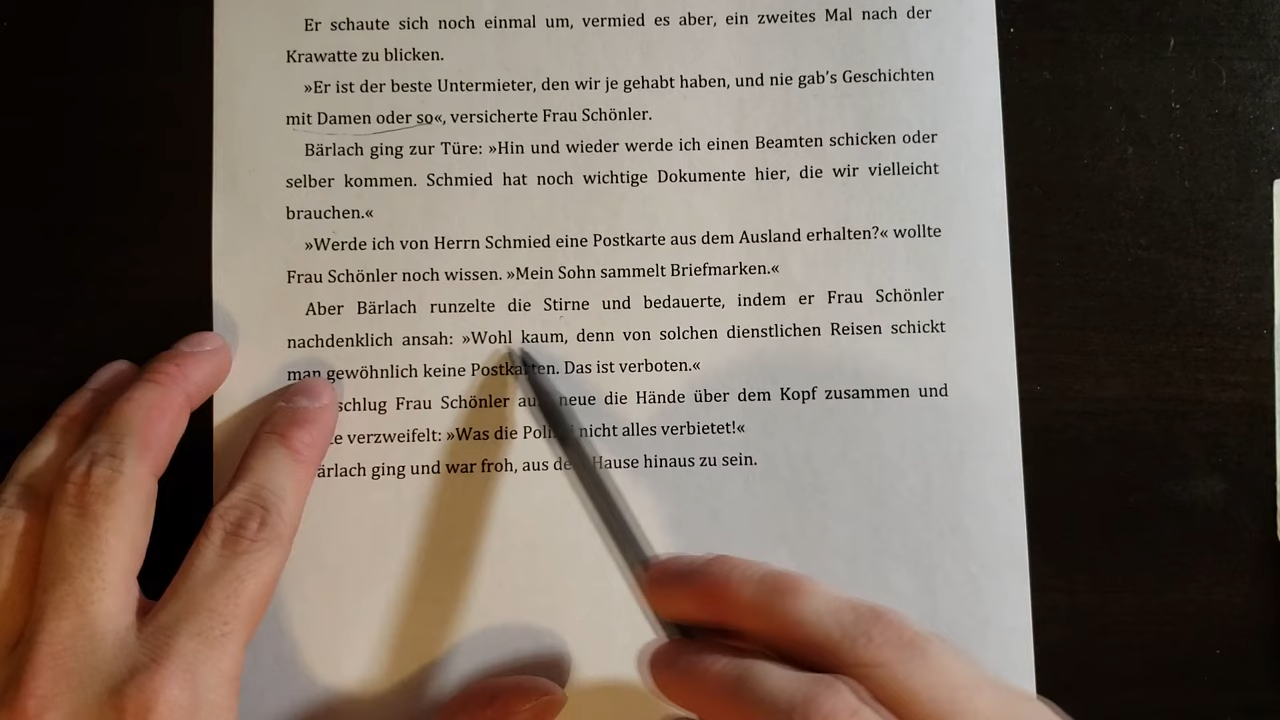 Er schaute sich noch einmal um, vermied es aber, ein zweites Mal nach der
Krawatte zu blicken.
»Er ist der beste Untermieter, den wir je gehabt haben, und nie gab's Geschichten
mit Damen oder so«, versicherte Frau Schönler.
Bärlach ging zur Türe: »Hin und wieder werde ich einen Beamten schicken oder
selber kommen. Schmied hat noch wichtige Dokumente hier, die wir vielleicht
brauchen.«
»Werde ich von Herrn Schmied eine Postkarte aus dem Ausland erhalten?« wollte
Frau Schönler noch wissen. »Mein Sohn sammelt Briefmarken.«
Aber Bärlach runzelte die Stirne und bedauerte, indem er Frau Schönler
nachdenklich ansah: »Wohl kaum, denn von solchen dienstlichen Reisen schickt
man gewöhnlich keine Postkarten. Das ist verboten.«
schlug Frau Schönler aufs neue die Hände über dem Kopf zusammen und
verzweifelt: »Was die Polizei nicht alles verbietet!«
Bärlach ging und war froh, aus dem Hause hinaus zu sein.